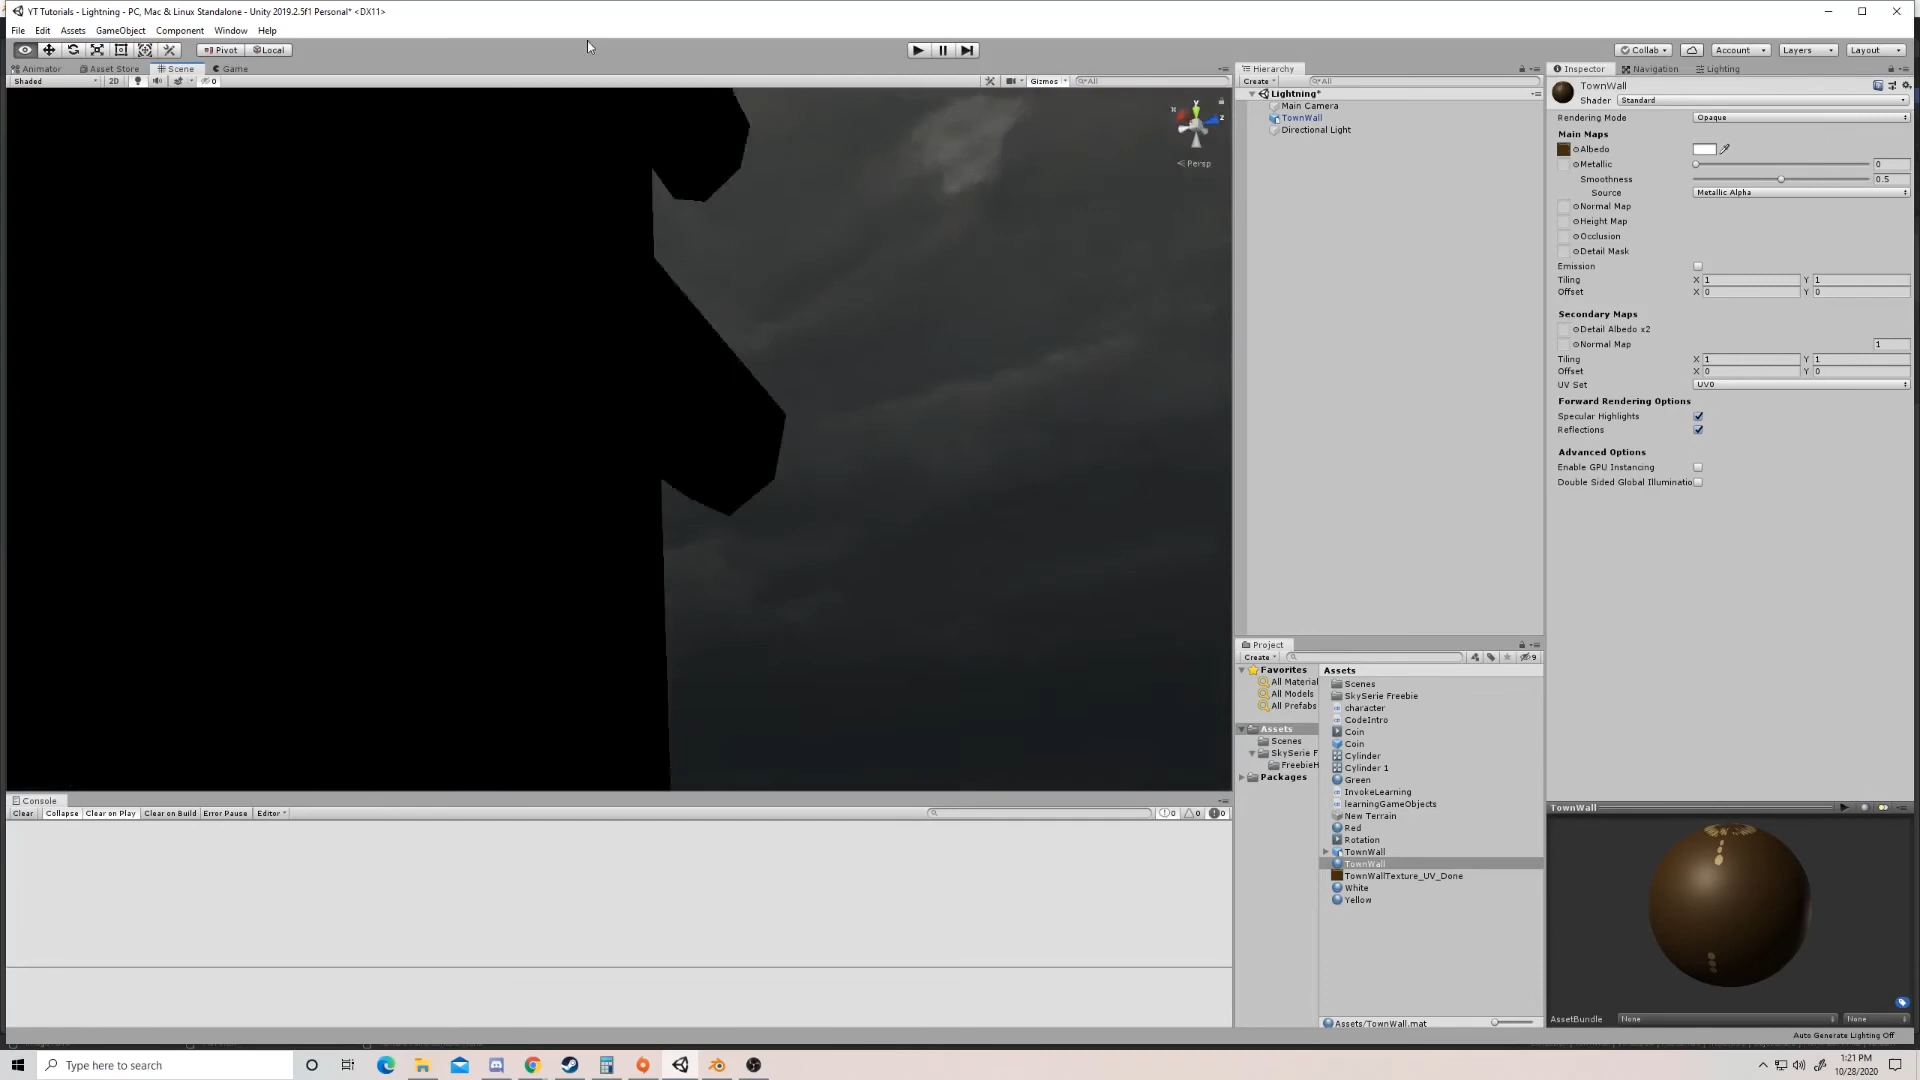 YT Tutorials - Lightning - PC, Mac & Linux Standalone - Unity 2019.2.5f1 Personal* <DX11>
File Edit Assets GameObject Component Window Help
Pivot Local Collab Account Layers Layout
Animator Asset Store Scene Game
Shaded 2D 0 Gizmos All
Persp
Hierarchy
Create All
Lightning*
Main Camera
TownWall
Directional Light
Inspector Navigation Lighting
TownWall
Shader Standard
Rendering Mode Opaque
Main Maps
Albedo
Metallic 0
Smoothness 0.5
Source Metallic Alpha
Normal Map
Height Map
Occlusion
Detail Mask
Emission
Tiling X 1 Y 1
Offset X 0 Y 0
Secondary Maps
Detail Albedo x2
Normal Map 1
Tiling X 1 Y 1
Offset X 0 Y 0
UV Set UV0
Forward Rendering Options
Specular Highlights
Reflections
Advanced Options
Enable GPU Instancing
Double Sided Global Illuminatio
Project
Create 9
Favorites
All Material
All Models
All Prefabs
Assets
Scenes
SkySerie F
FreebieH
Packages
Assets
Scenes
SkySerie Freebie
character
CodeIntro
Coin
Coin
Cylinder
Cylinder 1
Green
InvokeLearning
learningGameObjects
New Terrain
Red
Rotation
TownWall
TownWall
TownWallTexture_UV_Done
White
Yellow
Assets/TownWall.mat
Console
Clear Collapse Clear on Play Clear on Build Error Pause Editor 0 0 0
TownWall
AssetBundle None None
Auto Generate Lighting Off
Type here to search
1:21 PM
10/28/2020